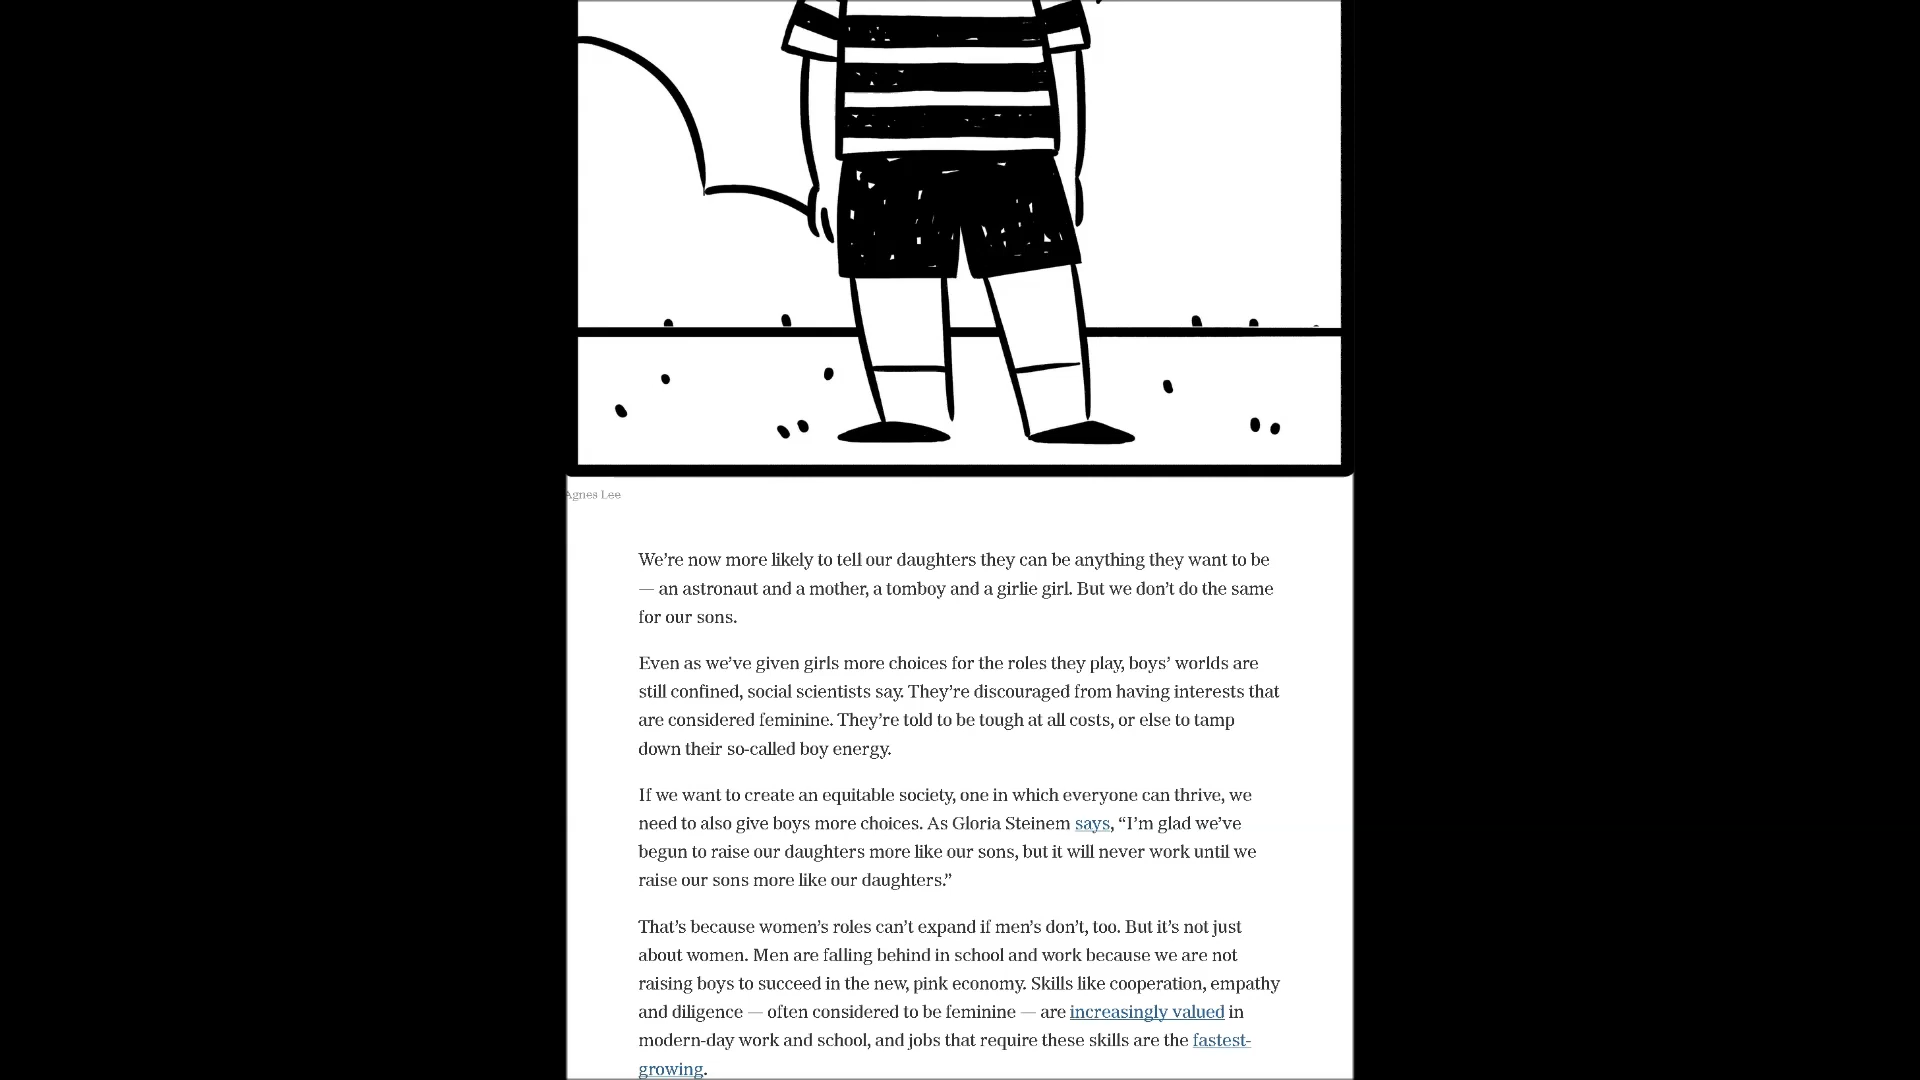 Agnes Lee
We’re now more likely to tell our daughters they can be anything they want to be
— an astronaut and a mother, a tomboy and a girlie girl. But we don’t do the same
for our sons.
Even as we’ve given girls more choices for the roles they play, boys’ worlds are
still confined, social scientists say. They’re discouraged from having interests that
are considered feminine. They’re told to be tough at all costs, or else to tamp
down their so-called boy energy.
If we want to create an equitable society, one in which everyone can thrive, we
need to also give boys more choices. As Gloria Steinem says, “I’m glad we’ve
begun to raise our daughters more like our sons, but it will never work until we
raise our sons more like our daughters.”
That’s because women’s roles can’t expand if men’s don’t, too. But it’s not just
about women. Men are falling behind in school and work because we are not
raising boys to succeed in the new, pink economy. Skills like cooperation, empathy
and diligence — often considered to be feminine — are increasingly valued in
modern-day work and school, and jobs that require these skills are the fastest-
growing.